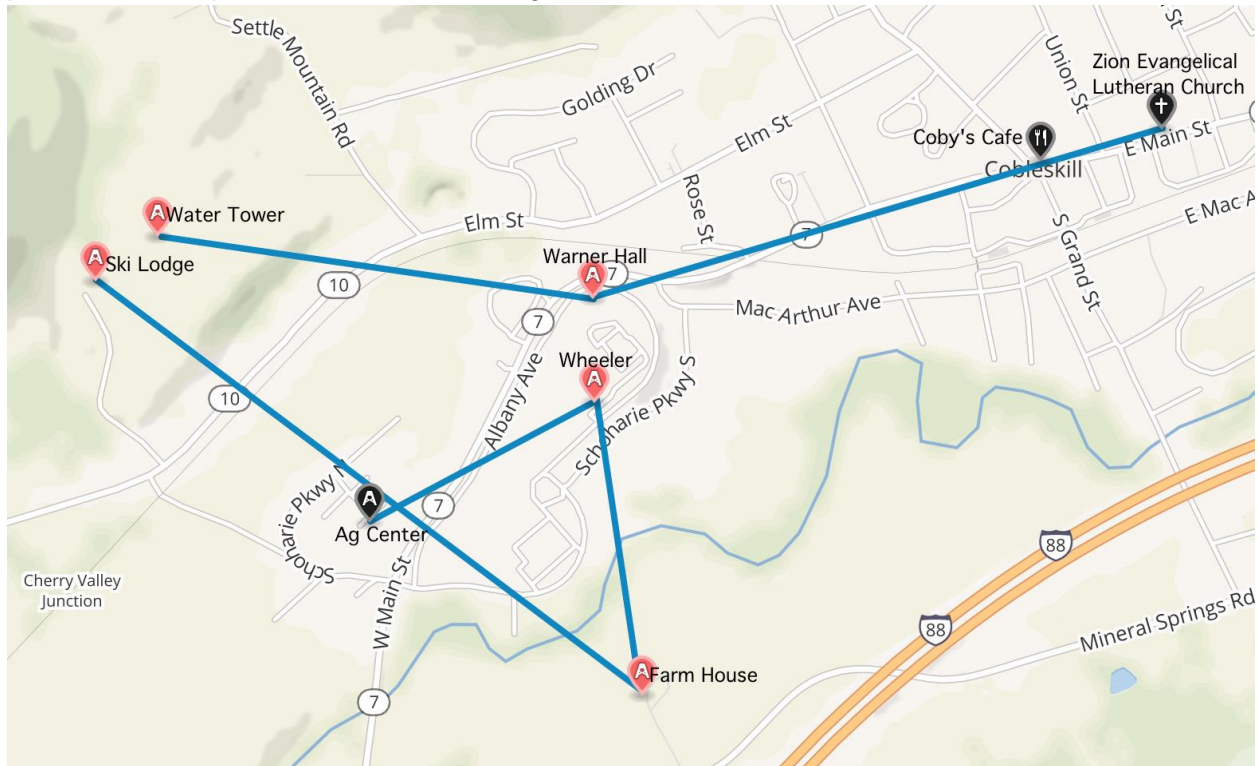 Settle
Mountain Rd
Golding Dr
Elm St
Union St
St
Zion Evangelical
Lutheran Church
Coby's Cafe
E Main St
Cobleskill
Rose St
Water Tower
Elm St
E Mac A
Ski Lodge
10
Warner Hall
7
7
S Grand St
Mac Arthur Ave
7
Wheeler
10
Albany Ave
Schoharie Pkwy S
Schoharie Pkwy N
7
Ag Center
88
Cherry Valley
Junction
W Main St
88
Mineral Springs Rd
Farm House
7